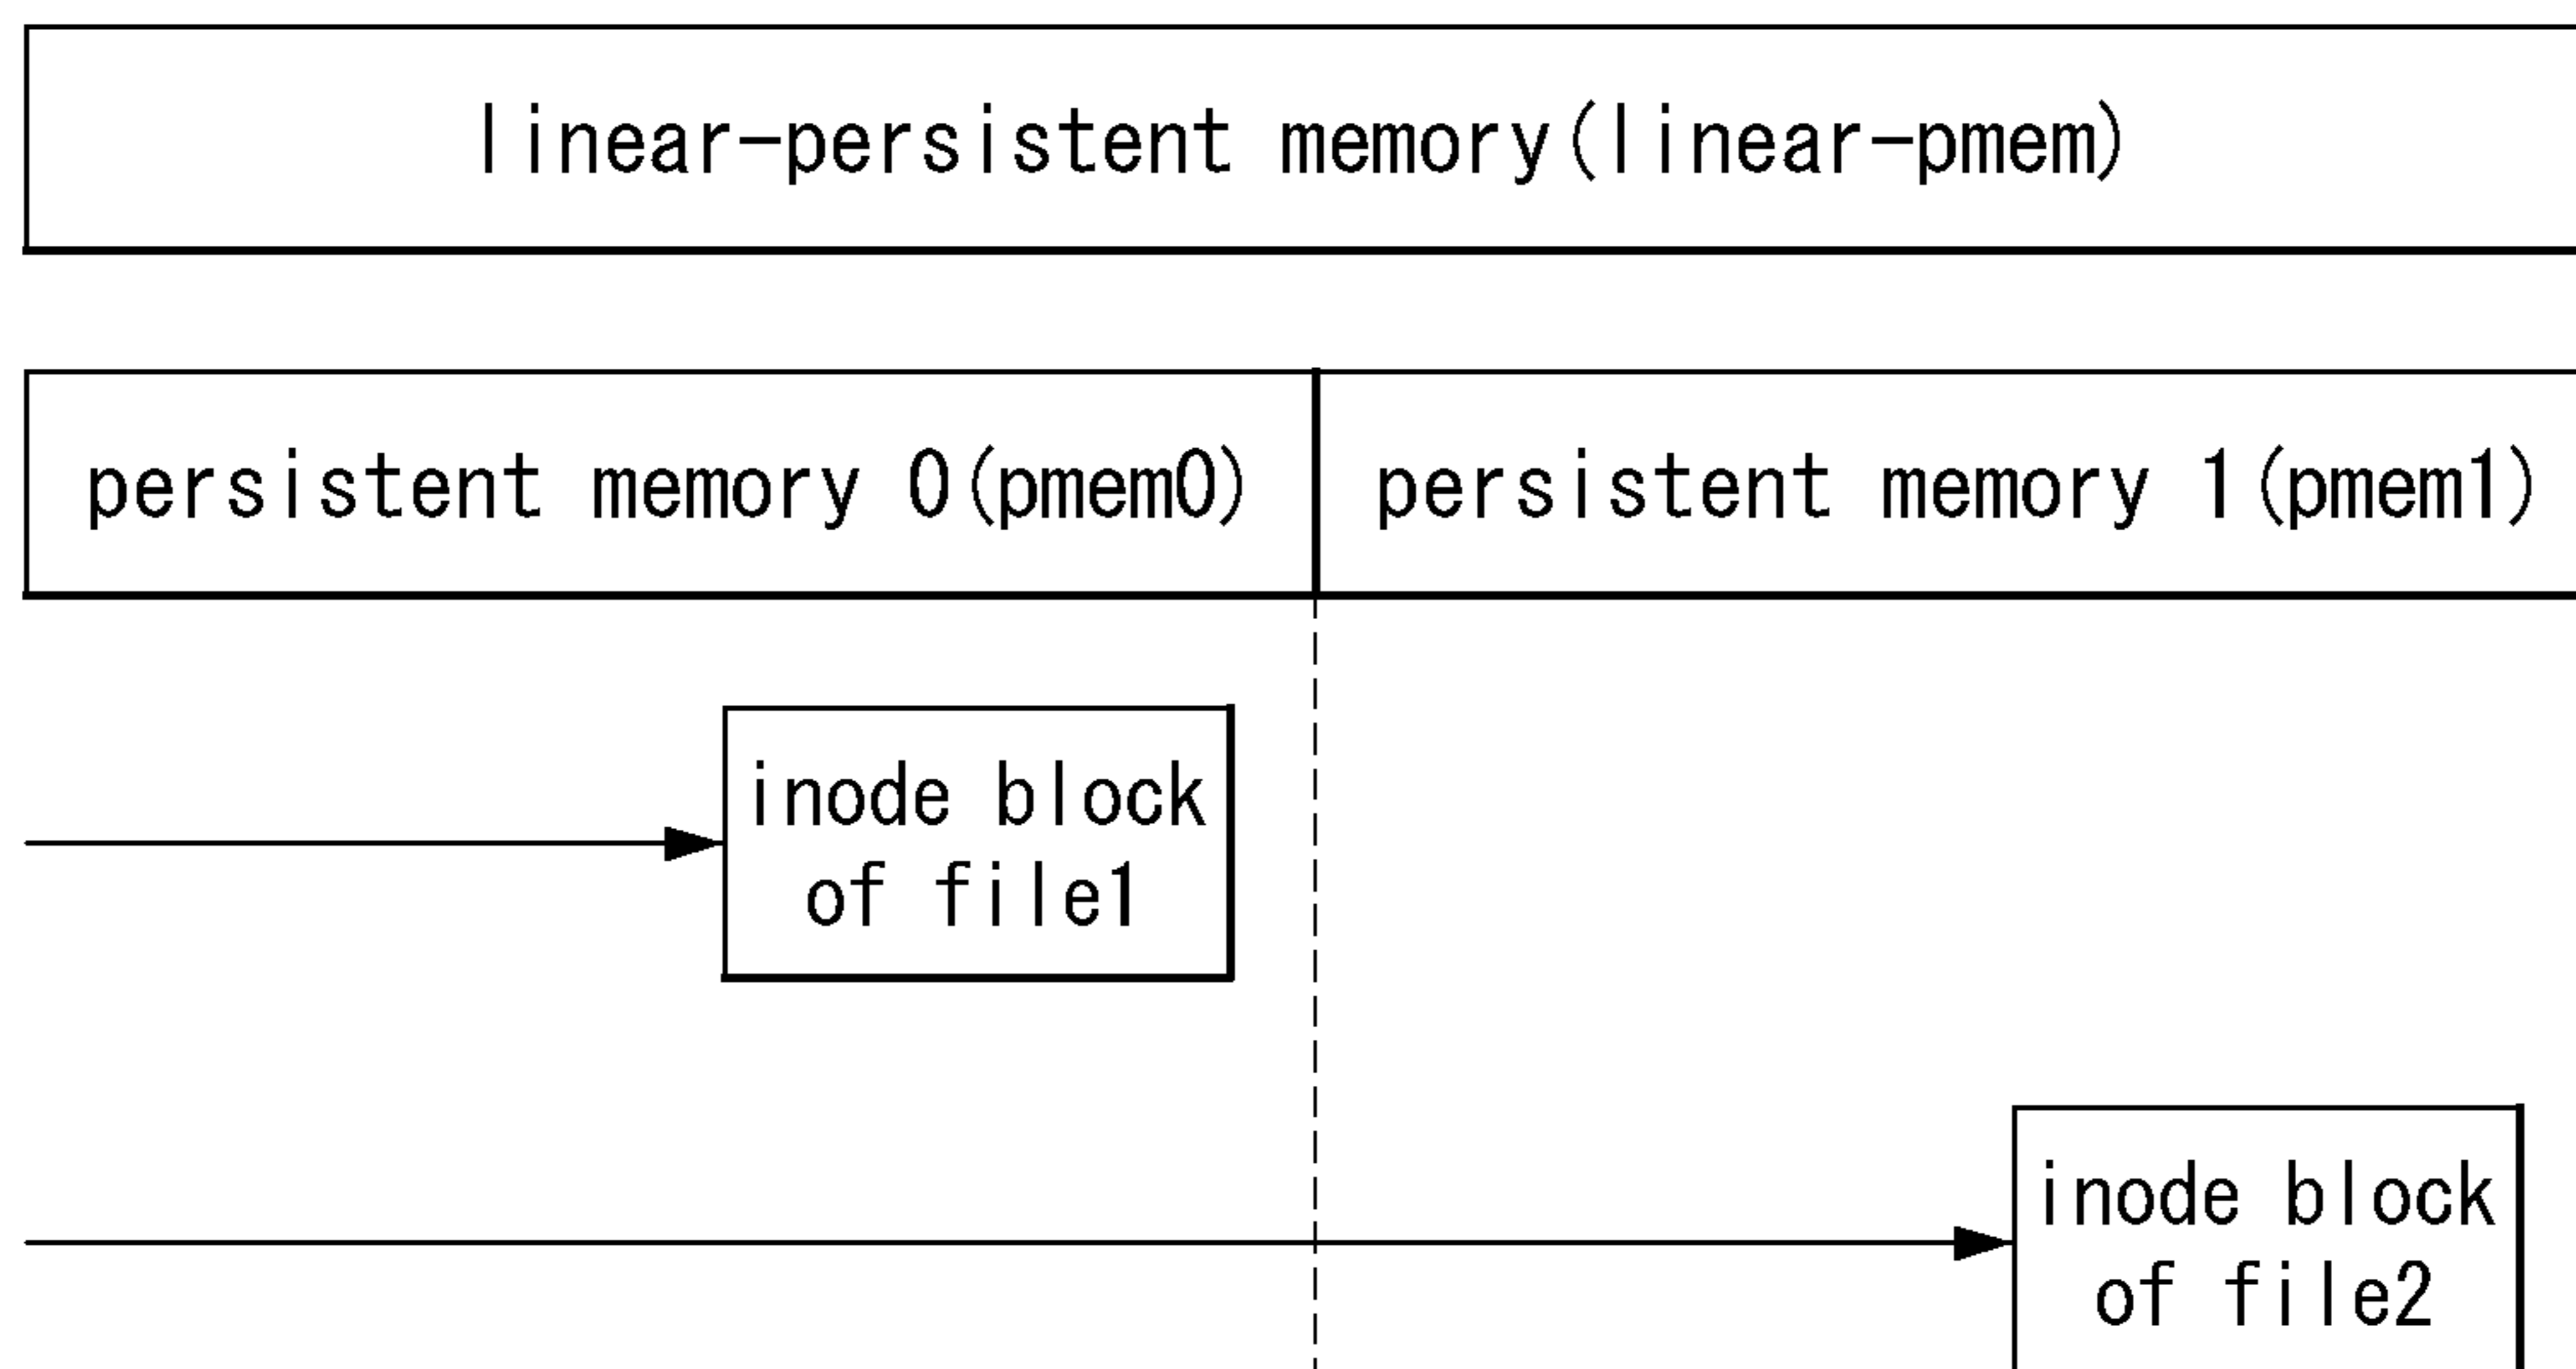 linear-persistent memory(linear-pmem)
persistent memory 0(pmem0)
persistent memory 1(pmem1)
inode block
of file1
inode block
of file2